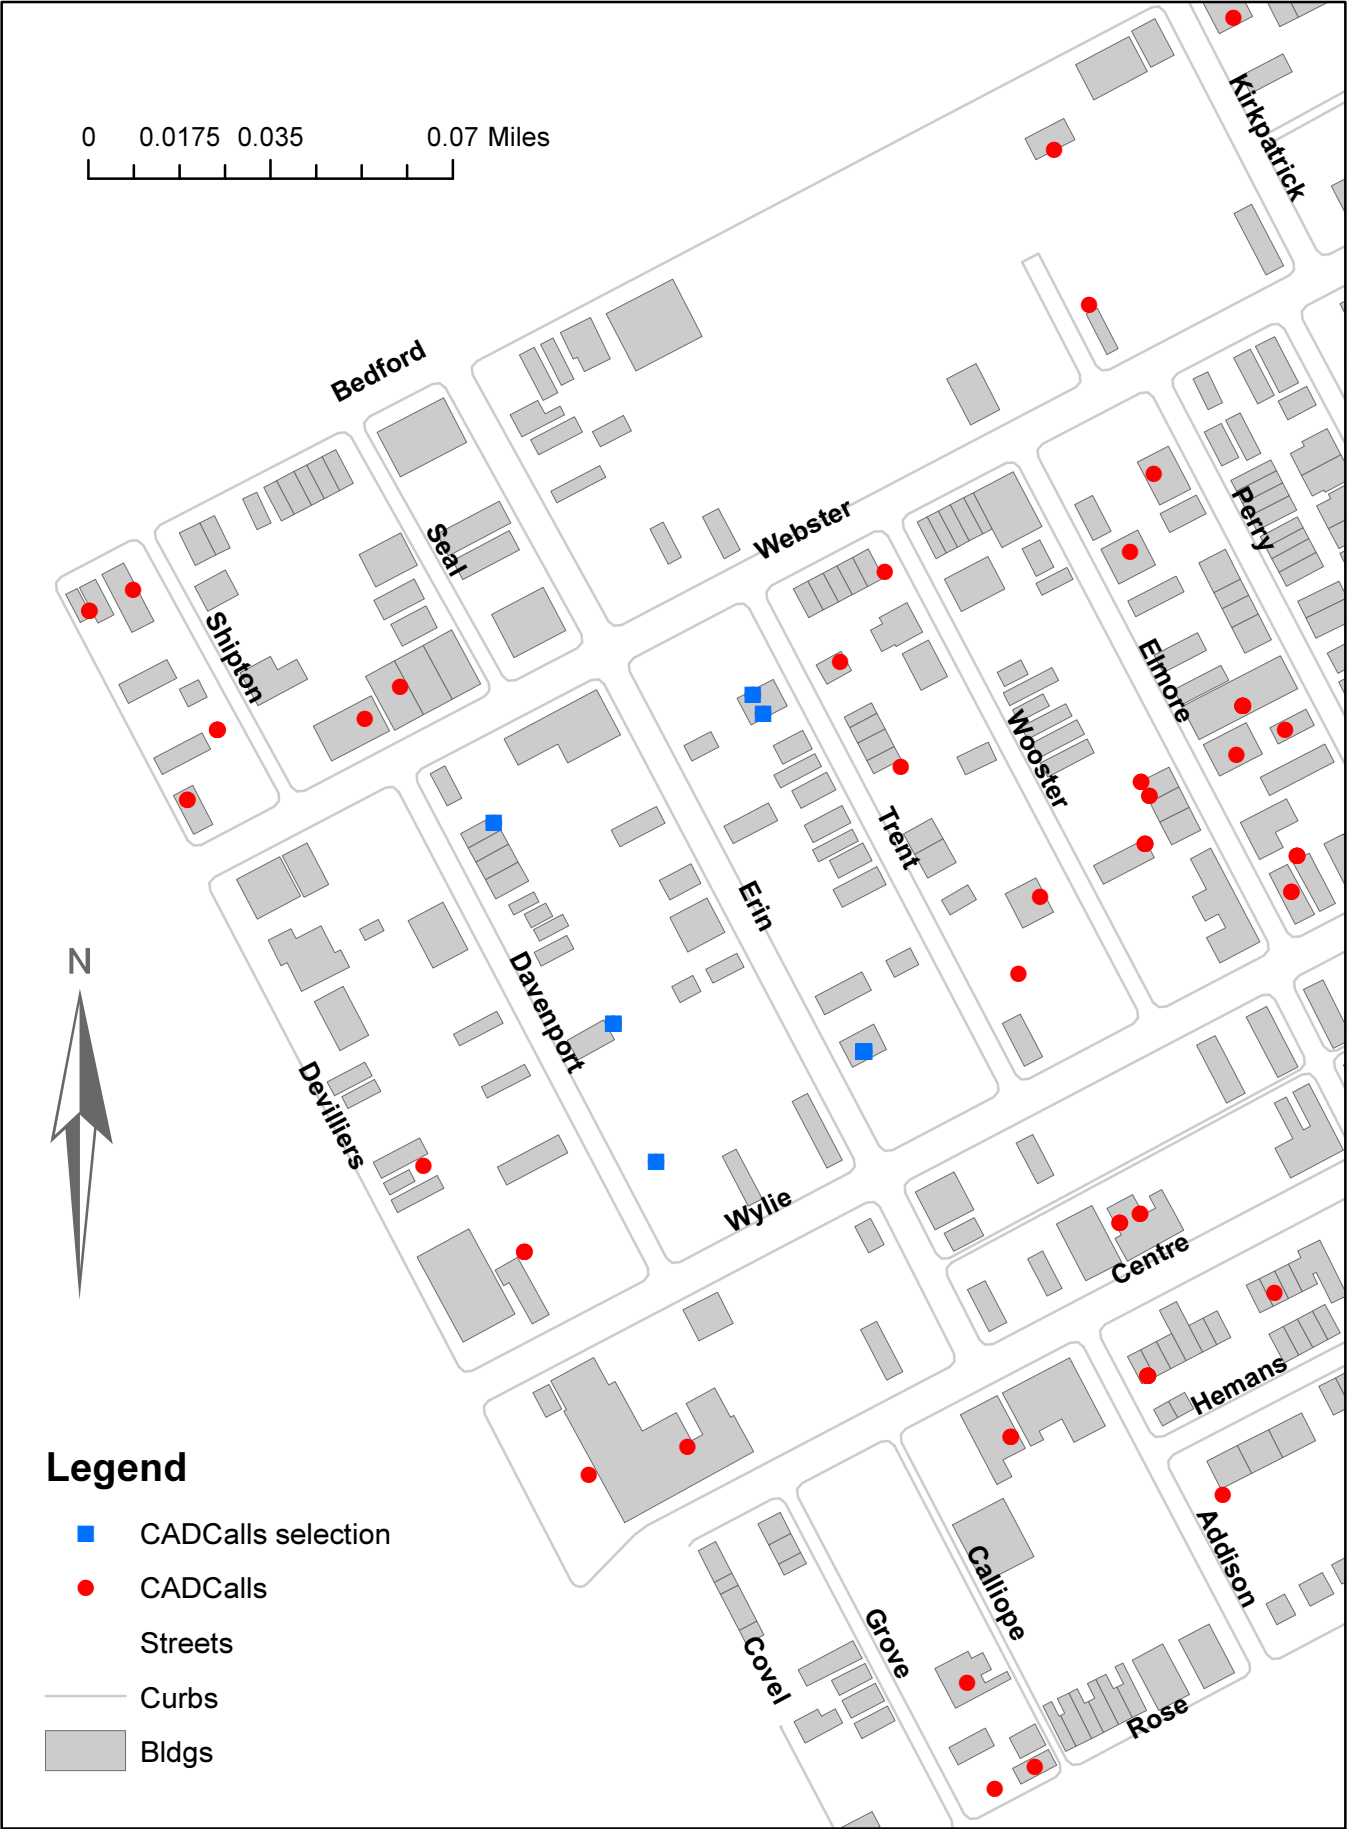 0 0.0175 0.035 0.07 Miles
Kirkpatrick
Bedford
Webster
Seal
Perry
Shipton
Elmore
Wooster
Trent
Erin
Davenport
N
Devilliers
Wylie
Centre
Hemans
Legend
CADCalls selection
CADCalls
Streets
Curbs
Bldgs
Addison
Calliope
Grove
Covel
Rose